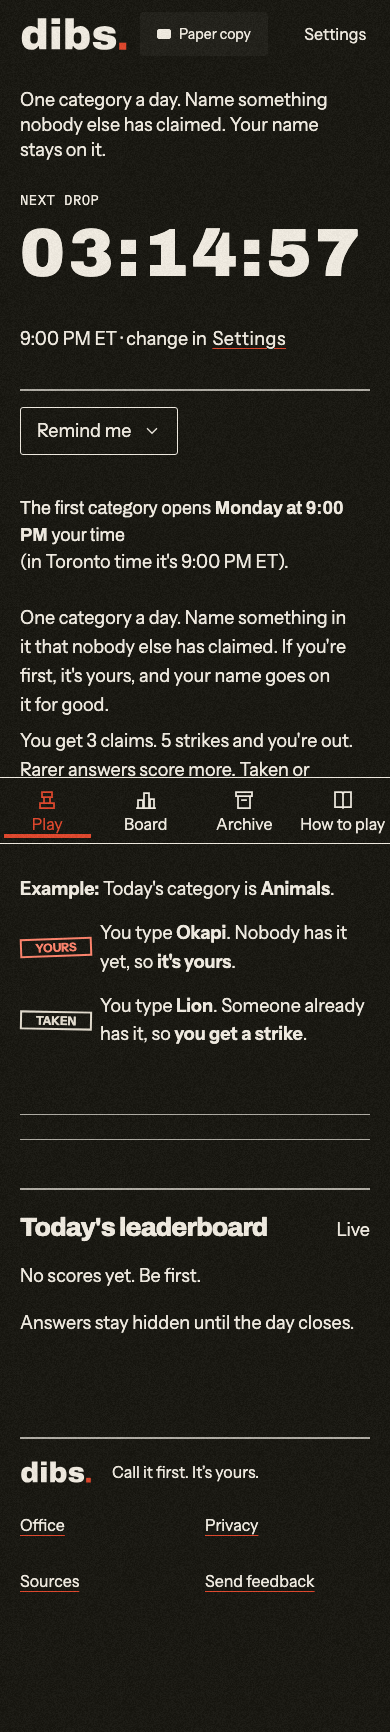 dibs.
Paper copy
Settings
One category a day. Name something
nobody else has claimed. Your name
stays on it.
NEXT DROP
03:14:57
9:00 PM ET · change in Settings
Remind me
The first category opens Monday at 9:00
PM your time
(in Toronto time it's 9:00 PM ET).
One category a day. Name something in
it that nobody else has claimed. If you're
first, it's yours, and your name goes on
it for good.
You get 3 claims. 5 strikes and you're out.
Rarer answers score more. Taken or
Play
Board
Archive
How to play
Example: Today's category is Animals.
YOURS
You type Okapi. Nobody has it
yet, so it's yours.
TAKEN
You type Lion. Someone already
has it, so you get a strike.
Today's leaderboard
Live
No scores yet. Be first.
Answers stay hidden until the day closes.
dibs.
Call it first. It's yours.
Office
Privacy
Sources
Send feedback